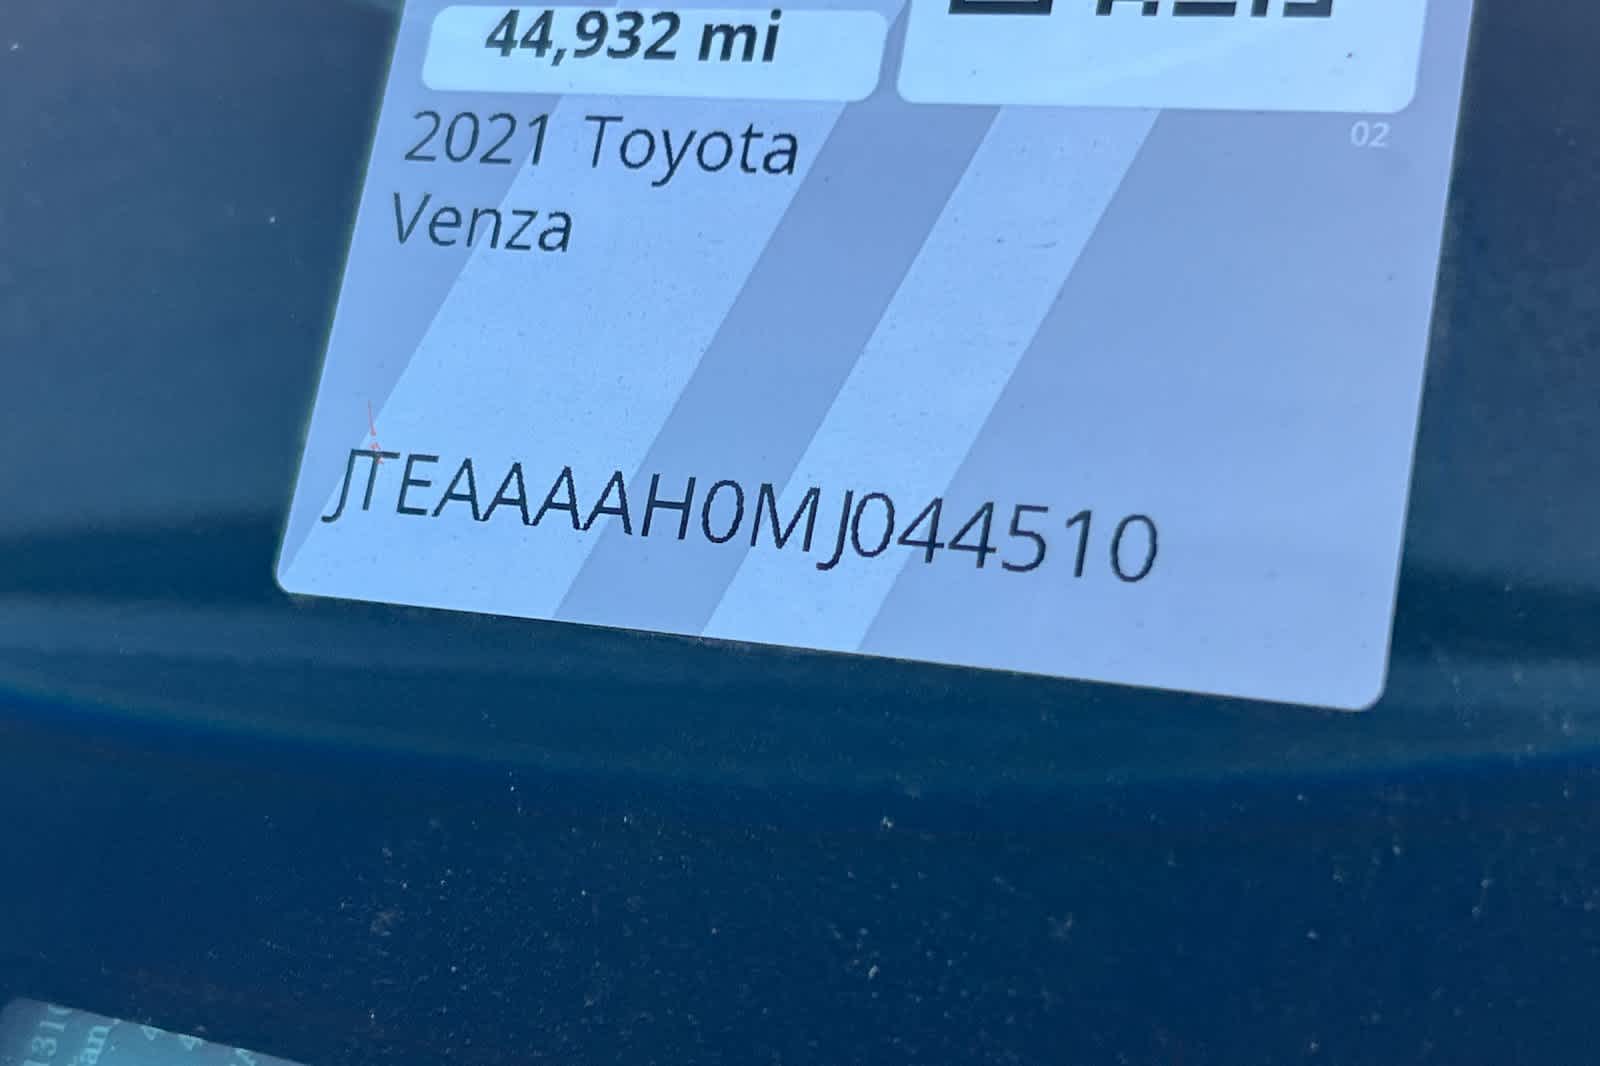 44,932 mi
02
2021 Toyota
Venza
JTEAAAAH0MJ044510